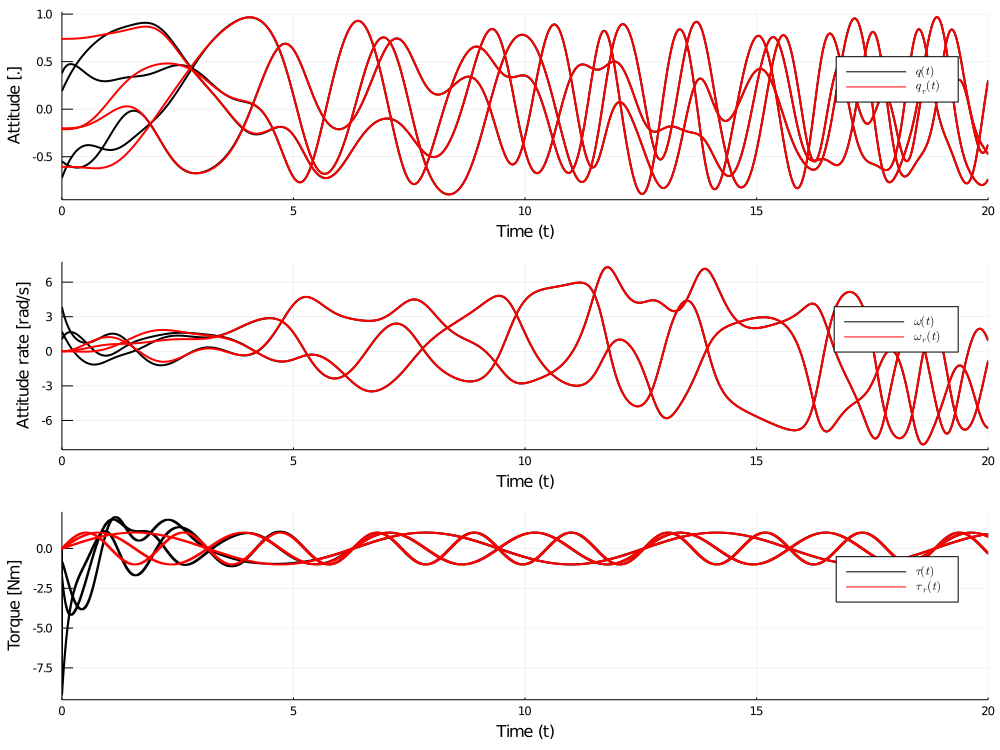 Attitude [.]
1.0
0.5
0.0
-0.5
q(t)
q_r(t)
0 5 10 15 20
Time (t)
Attitude rate [rad/s]
6
3
0
-3
-6
ω(t)
ω_r(t)
0 5 10 15 20
Time (t)
Torque [Nm]
0.0
-2.5
-5.0
-7.5
τ(t)
τ_r(t)
0 5 10 15 20
Time (t)